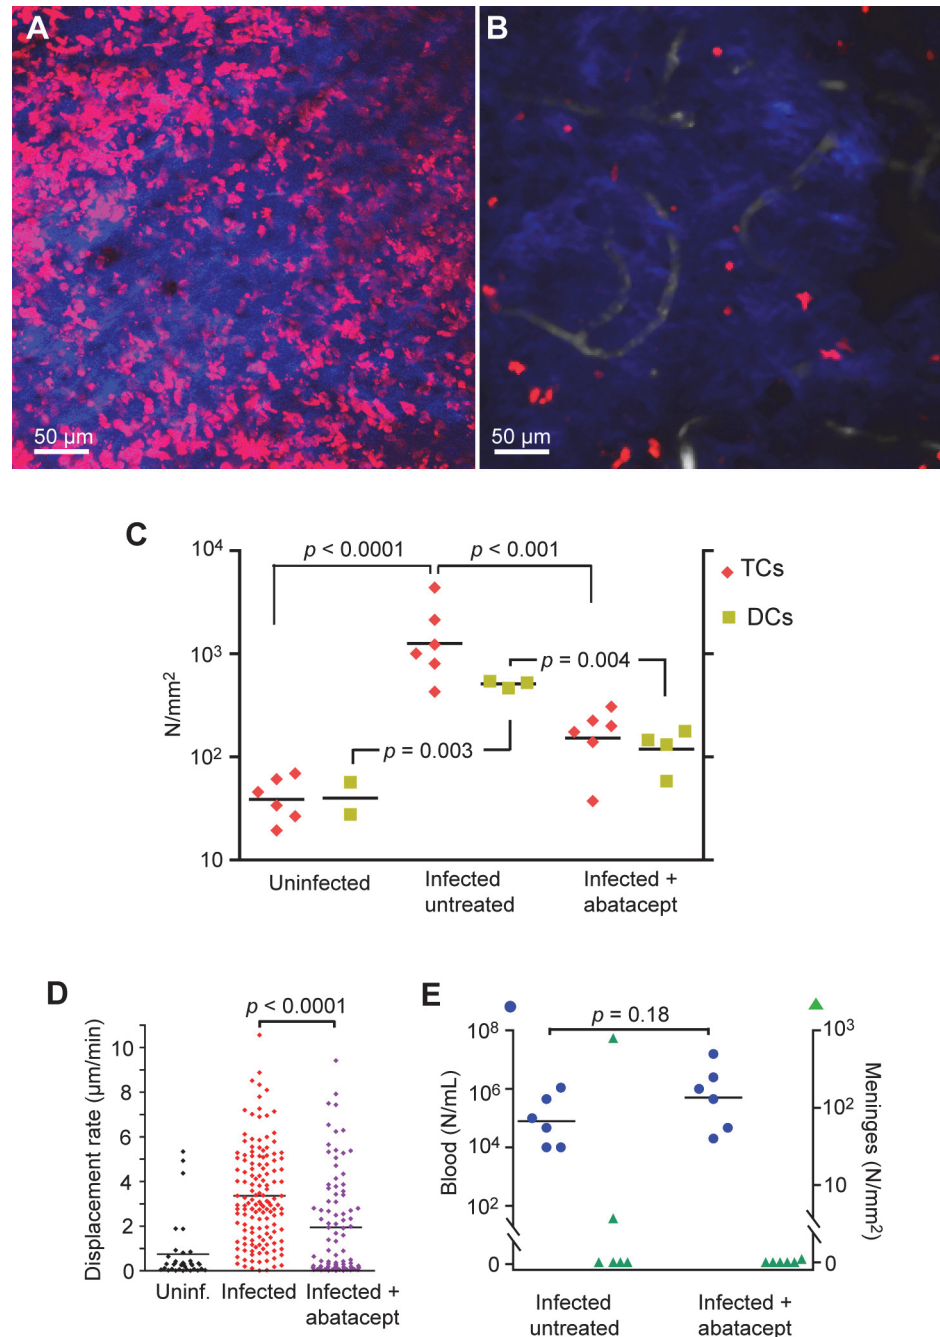 A
B
50 µm
50 µm
C
10⁴
10³
10²
10
N/mm²
p < 0.0001
p < 0.001
p = 0.004
p = 0.003
TCs
DCs
Uninfected
Infected
untreated
Infected +
abatacept
D
p < 0.0001
Displacement rate (µm/min)
10
8
6
4
2
0
Uninf.
Infected
Infected +
abatacept
E
p = 0.18
Blood (N/mL)
10⁸
10⁶
10⁴
10²
0
10³
10²
10
0
Meninges (N/mm²)
Infected
untreated
Infected +
abatacept